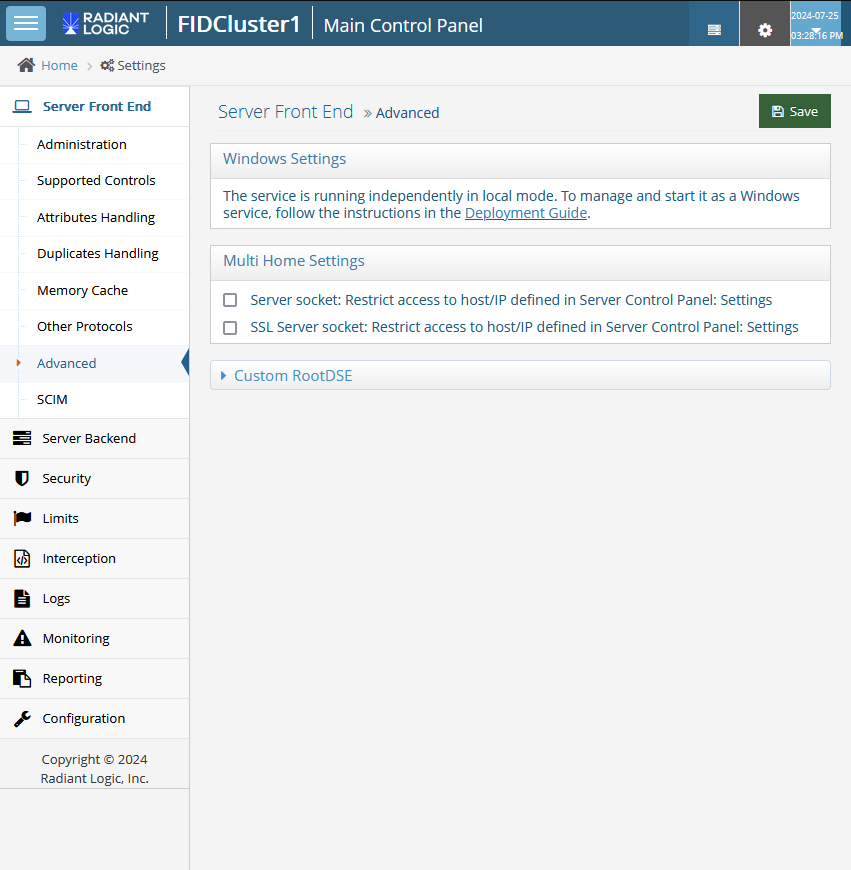 RADIANT
LOGIC
FIDCluster1
Main Control Panel
2024-07-25
03:28:16 PM
Home
Settings
Server Front End
Administration
Supported Controls
Attributes Handling
Duplicates Handling
Memory Cache
Other Protocols
Advanced
SCIM
Server Backend
Security
Limits
Interception
Logs
Monitoring
Reporting
Configuration
Copyright © 2024
Radiant Logic, Inc.
Server Front End » Advanced
Save
Windows Settings
The service is running independently in local mode. To manage and start it as a Windows
service, follow the instructions in the Deployment Guide.
Multi Home Settings
Server socket: Restrict access to host/IP defined in Server Control Panel: Settings
SSL Server socket: Restrict access to host/IP defined in Server Control Panel: Settings
Custom RootDSE